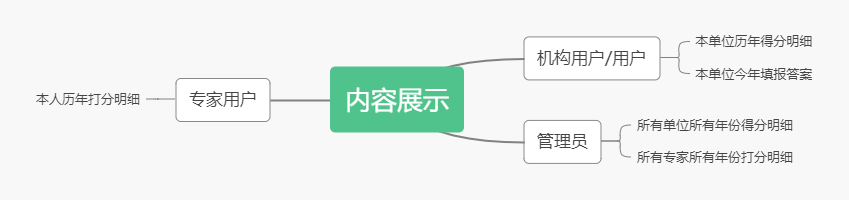 内容展示
机构用户/用户
本单位历年得分明细
本单位今年填报答案
管理员
所有单位所有年份得分明细
所有专家所有年份打分明细
专家用户
本人历年打分明细